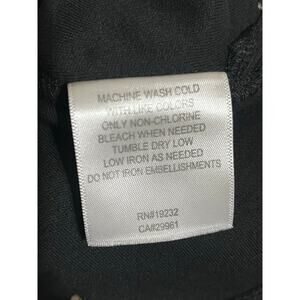 MACHINE WASH COLD
WITH LIKE COLORS
ONLY NON-CHLORINE
BLEACH WHEN NEEDED
TUMBLE DRY LOW
LOW IRON AS NEEDED
DO NOT IRON EMBELLISHMENTS
RN#19232
CA#29961